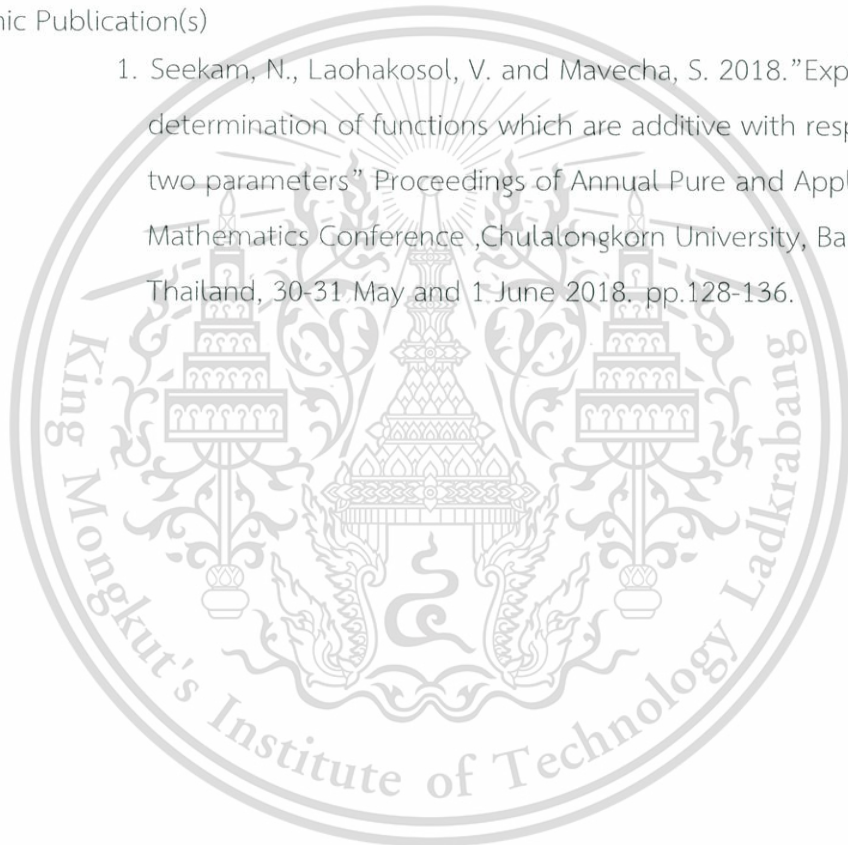 nic Publication(s)
1. Seekam, N., Laohakosol, V. and Mavecha, S. 2018."Exp
determination of functions which are additive with resp
two parameters" Proceedings of Annual Pure and Appl
Mathematics Conference ,Chulalongkorn University, Ba
Thailand, 30-31 May and 1 June 2018. pp.128-136.
King Mongkut's Institute of Technology Ladkrabang